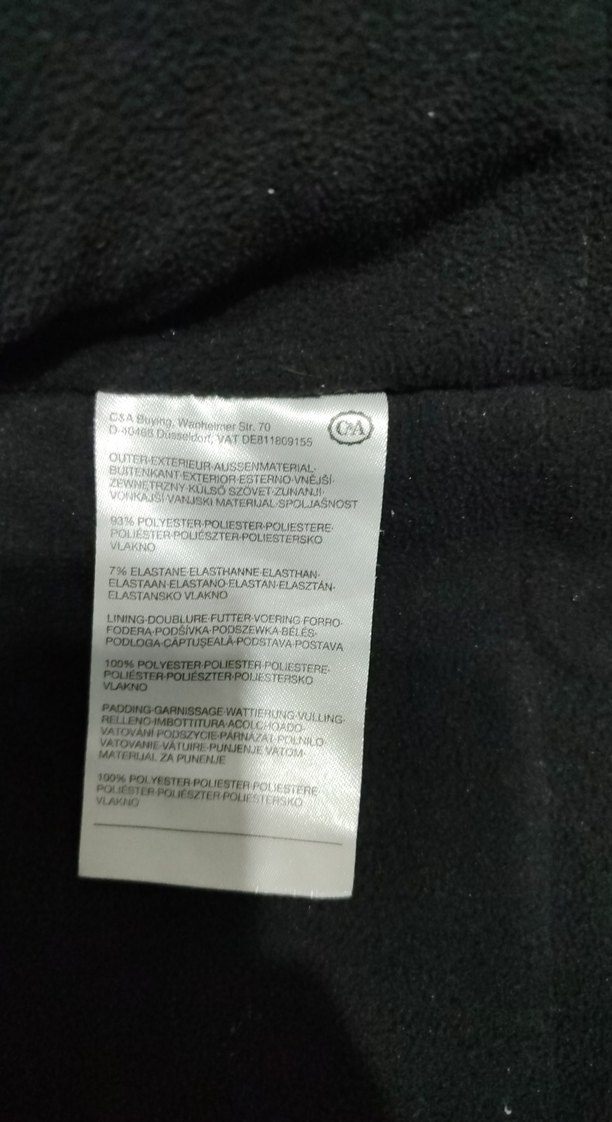 C&A Buying, Wanheimer Str. 70
D-40468 Düsseldorf, VAT DE811809155
C&A
OUTER·EXTERIEUR·AUSSENMATERIAL·
BUITENKANT·EXTERIOR·ESTERNO·VNĚJŠÍ·
ZEWNĘTRZNY·KÜLSŐ SZÖVET·ZUNANJI·
VONKAJŠÍ·VANJSKI MATERIJAL·SPOLJAŠNOST
93% POLYESTER·POLIESTER·POLIESTERE·
POLIÉSTER·POLIÉSZTER·POLIESTERSKO
VLAKNO
7% ELASTANE·ELASTHANNE·ELASTHAN·
ELASTAAN·ELASTANO·ELASTAN·ELASZTÁN·
ELASTANSKO VLAKNO
LINING·DOUBLURE·FUTTER·VOERING·FORRO·
FODERA·PODŠÍVKA·PODSZEWKA·BÉLÉS·
PODLOGA·CĂPTUŞEALĂ·PODSTAVA·POSTAVA
100% POLYESTER·POLIESTER·POLIESTERE·
POLIÉSTER·POLIÉSZTER·POLIESTERSKO
VLAKNO
PADDING·GARNISSAGE·WATTIERUNG·VULLING·
RELLENO·IMBOTTITURA·ACOLCHOADO·
VATOVÁNÍ·PODSZYCIE·PÁRNÁZAT·POLNILO·
VATOVANIE·VĂTUIRE·PUNJENJE VATOM·
MATERIJAL ZA PUNENJE
100% POLYESTER·POLIESTER·POLIESTERE·
POLIÉSTER·POLIÉSZTER·POLIESTERSKO
VLAKNO